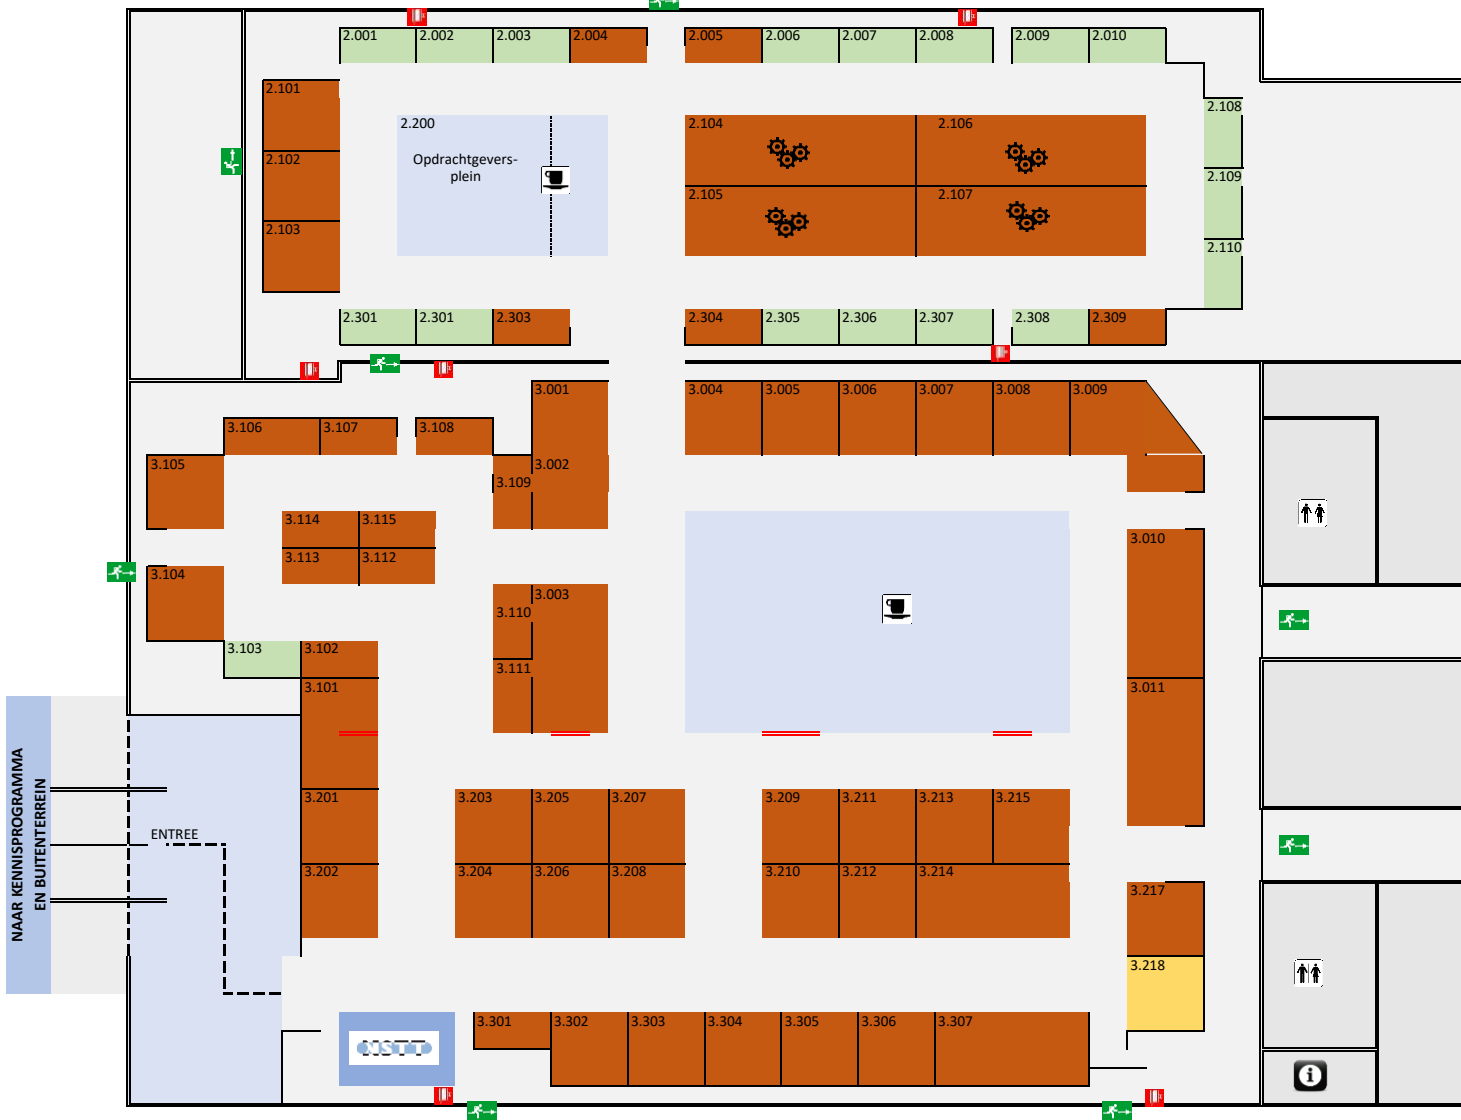 2.001 2.002 2.003 2.004 2.005 2.006 2.007 2.008 2.009 2.010
2.101
2.102
2.103
2.200
Opdrachtgevers-
plein
2.104 2.106
2.105 2.107
2.108
2.109
2.110
2.301 2.301 2.303 2.304 2.305 2.306 2.307 2.308 2.309
3.001 3.004 3.005 3.006 3.007 3.008 3.009
3.106 3.107 3.108
3.105 3.002
3.109
3.114 3.115
3.113 3.112
3.010
3.104
3.003
3.110
3.103 3.102
3.111
3.101 3.011
NAAR KENNISPROGRAMMA
EN BUITENTERREIN
ENTREE
3.201 3.203 3.205 3.207 3.209 3.211 3.213 3.215
3.202 3.204 3.206 3.208 3.210 3.212 3.214
3.217
3.218
3.301 3.302 3.303 3.304 3.305 3.306 3.307
NSTT